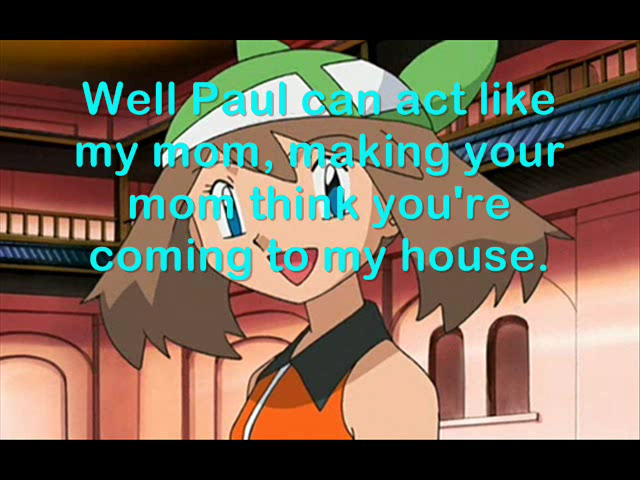 Well Paul can act like
my mom, making your
mom think you're
coming to my house.